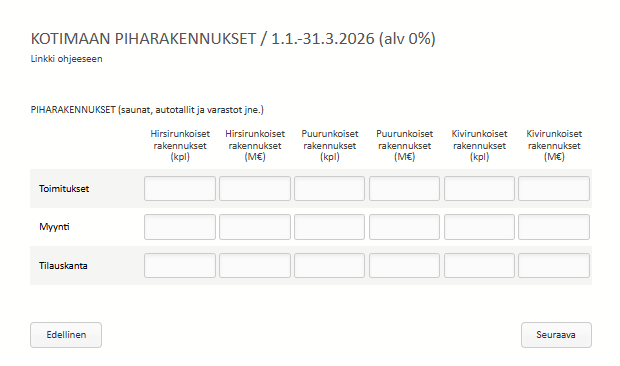 KOTIMAAN PIHARAKENNUKSET / 1.1.-31.3.2026 (alv 0%)
Linkki ohjeeseen
PIHARAKENNUKSET (saunat, autotallit ja varastot jne.)
Hirsirunkoiset rakennukset (kpl)
Hirsirunkoiset rakennukset (M€)
Puurunkoiset rakennukset (kpl)
Puurunkoiset rakennukset (M€)
Kivirunkoiset rakennukset (kpl)
Kivirunkoiset rakennukset (M€)
Toimitukset
Myynti
Tilauskanta
Edellinen
Seuraava